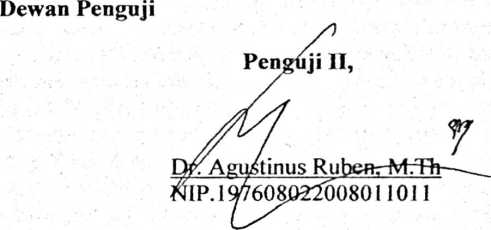 Dewan Penguji
Penguji II,
Dr. Agustinus Ruben, M.Th
NIP.197608022008011011